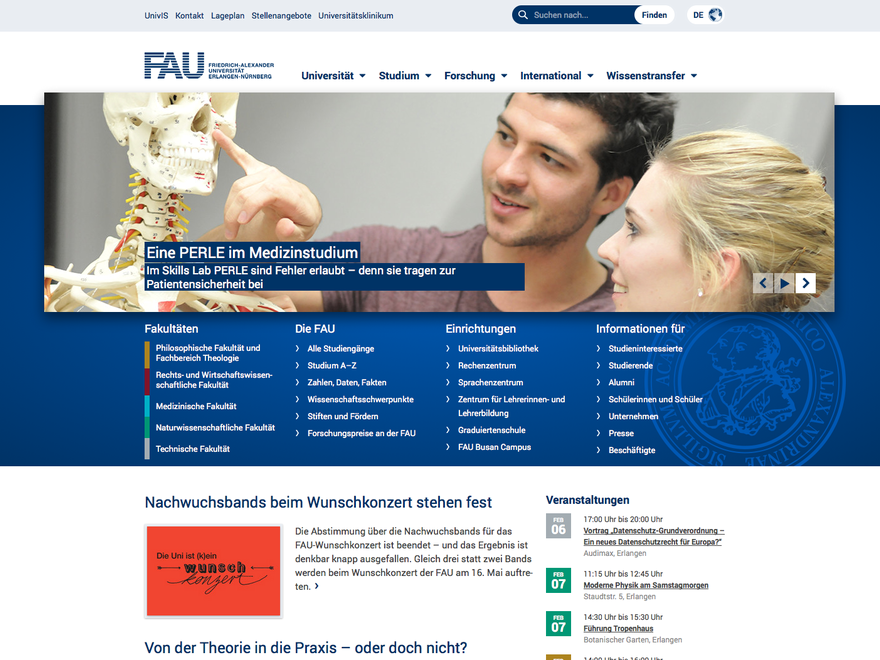 UnivIS Kontakt Lageplan Stellenangebote Universitätsklinikum
Suchen nach...
Finden
DE
FAU
FRIEDRICH-ALEXANDER
UNIVERSITÄT
ERLANGEN-NÜRNBERG
Universität Studium Forschung International Wissenstransfer
Eine PERLE im Medizinstudium
Im Skills Lab PERLE sind Fehler erlaubt – denn sie tragen zur
Patientensicherheit bei
Fakultäten
Philosophische Fakultät und
Fachbereich Theologie
Rechts- und Wirtschaftswissen-
schaftliche Fakultät
Medizinische Fakultät
Naturwissenschaftliche Fakultät
Technische Fakultät
Die FAU
Alle Studiengänge
Studium A–Z
Zahlen, Daten, Fakten
Wissenschaftsschwerpunkte
Stiften und Fördern
Forschungspreise an der FAU
Einrichtungen
Universitätsbibliothek
Rechenzentrum
Sprachenzentrum
Zentrum für Lehrerinnen- und
Lehrerbildung
Graduiertenschule
FAU Busan Campus
Informationen für
Studieninteressierte
Studierende
Alumni
Schülerinnen und Schüler
Unternehmen
Presse
Beschäftigte
ALEXANDRINAE
SIGILLVM
Nachwuchsbands beim Wunschkonzert stehen fest
Die Uni ist (k)ein
wunsch
konzert
Die Abstimmung über die Nachwuchsbands für das
FAU-Wunschkonzert ist beendet – und das Ergebnis ist
denkbar knapp ausgefallen. Gleich drei statt zwei Bands
werden beim Wunschkonzert der FAU am 16. Mai auftre-
ten.
Von der Theorie in die Praxis – oder doch nicht?
Veranstaltungen
FEB
06
17:00 Uhr bis 20:00 Uhr
Vortrag „Datenschutz-Grundverordnung –
Ein neues Datenschutzrecht für Europa?"
Audimax, Erlangen
FEB
07
11:15 Uhr bis 12:45 Uhr
Moderne Physik am Samstagmorgen
Staudtstr. 5, Erlangen
FEB
07
14:30 Uhr bis 15:30 Uhr
Führung Tropenhaus
Botanischer Garten, Erlangen